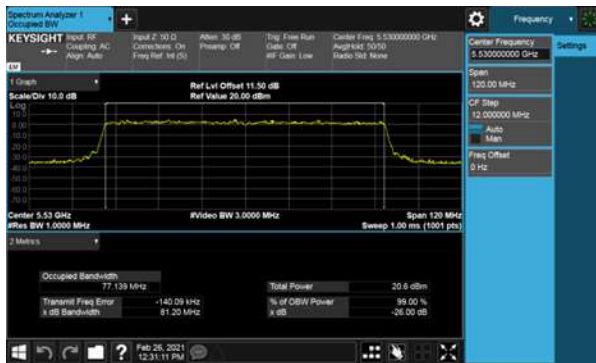 Spectrum Analyzer 1
Occupied BW
+
Frequency
KEYSIGHT Input: RF
Coupling: AC
Align: Auto
Input Z: 50 Ω
Corrections: On
Freq Ref: Int (S)
Atten: 30 dB
Preamp: Off
Trig: Free Run
Gate: Off
#IF Gain: Low
Center Freq: 5.530000000 GHz
Avg|Hold: 50/50
Radio Std: None
Center Frequency
5.530000000 GHz
Settings
Span
120.00 MHz
CF Step
12.000000 MHz
Auto
Man
Freq Offset
0 Hz
1 Graph
Scale/Div 10.0 dB
Ref Lvl Offset 11.50 dB
Ref Value 20.00 dBm
Log
10.0
0.00
-10.0
-20.0
-30.0
-40.0
-50.0
-60.0
-70.0
Center 5.53 GHz
#Res BW 1.0000 MHz
#Video BW 3.0000 MHz
Span 120 MHz
Sweep 1.00 ms (1001 pts)
2 Metrics
Occupied Bandwidth
77.139 MHz
Total Power 20.6 dBm
Transmit Freq Error -140.09 kHz
% of OBW Power 99.00 %
x dB Bandwidth 81.20 MHz
x dB -26.00 dB
?
Feb 26, 2021
12:31:11 PM